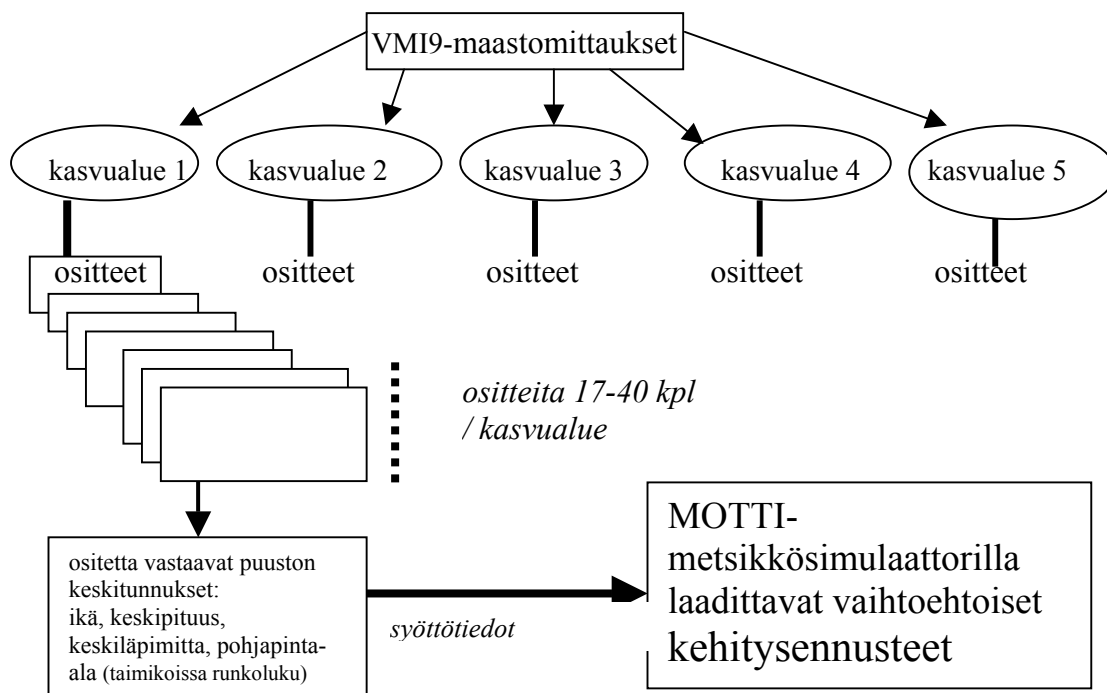 VMI9-maastomittaukset
kasvualue 1
kasvualue 2
kasvualue 3
kasvualue 4
kasvualue 5
ositteet
ositteet
ositteet
ositteet
ositteet
ositteita 17-40 kpl
/ kasvualue
ositetta vastaavat puuston
keskitunnukset:
ikä, keskipituus,
keskiläpimitta, pohjapinta-
ala (taimikoissa runkoluku)
syöttötiedot
MOTTI-
metsikkösimulaattorilla
laadittavat vaihtoehtoiset
kehitysennusteet